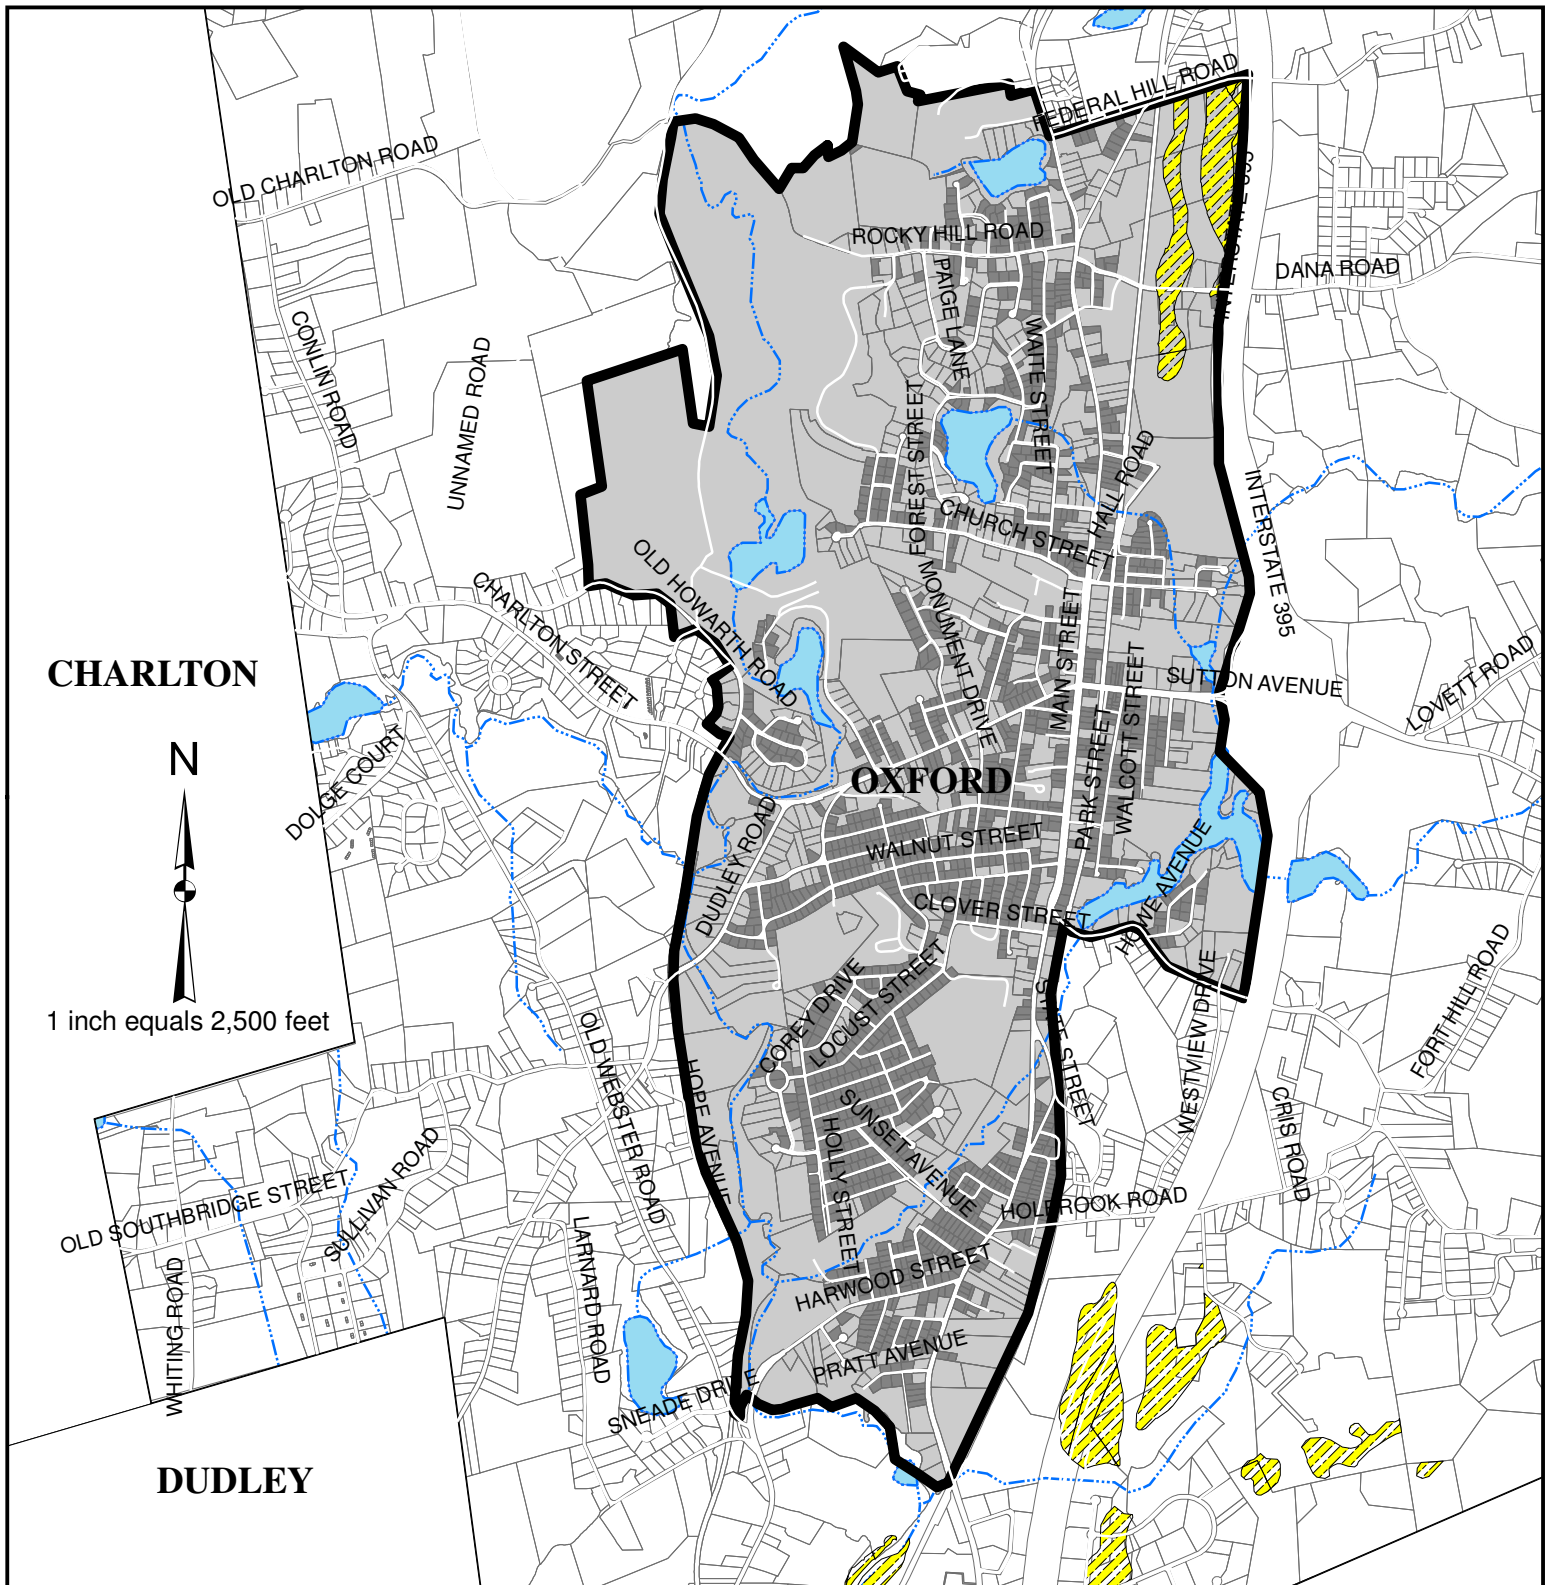 FEDERAL HILL ROAD
OLD CHARLTON ROAD
INTERSTATE 395
ROCKY HILL ROAD
DANA ROAD
PAIGE LANE
CONLIN ROAD
UNNAMED ROAD
WAITE STREET
FOREST STREET
HALL ROAD
CHURCH STREET
INTERSTATE 395
OLD HOWARTH ROAD
CHARLTON STREET
MONUMENT DRIVE
MAIN STREET
CHARLTON
WALCOTT STREET
SUTTON AVENUE
LOVETT ROAD
PARK STREET
DOLGE COURT
N
OXFORD
WALNUT STREET
DUDLEY ROAD
HOWE AVENUE
CLOVER STREET
1 inch equals 2,500 feet
COREY DRIVE
LOCUST STREET
STATE STREET
WESTVIEW DRIVE
FORT HILL ROAD
OLD WEBSTER ROAD
HOPE AVENUE
SUNSET AVENUE
HOLLY STREET
CRIS ROAD
OLD SOUTHBRIDGE STREET
SULLIVAN ROAD
HOLBROOK ROAD
WHITING ROAD
LARNARD ROAD
HARWOOD STREET
PRATT AVENUE
SNEADE DRIVE
DUDLEY